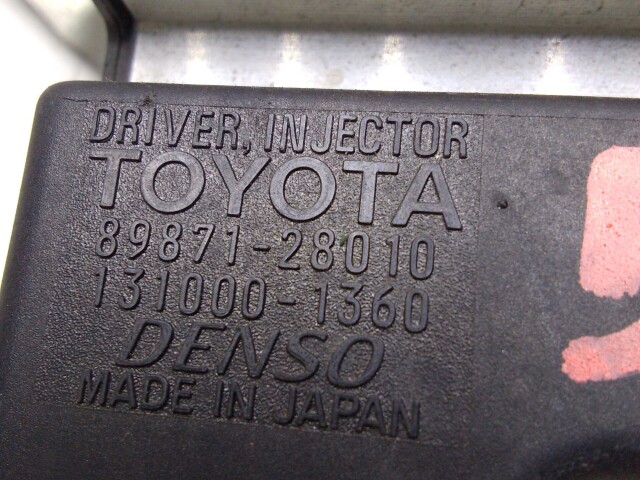 DRIVER, INJECTOR
TOYOTA
89871-28010
131000-1360
DENSO
MADE IN JAPAN